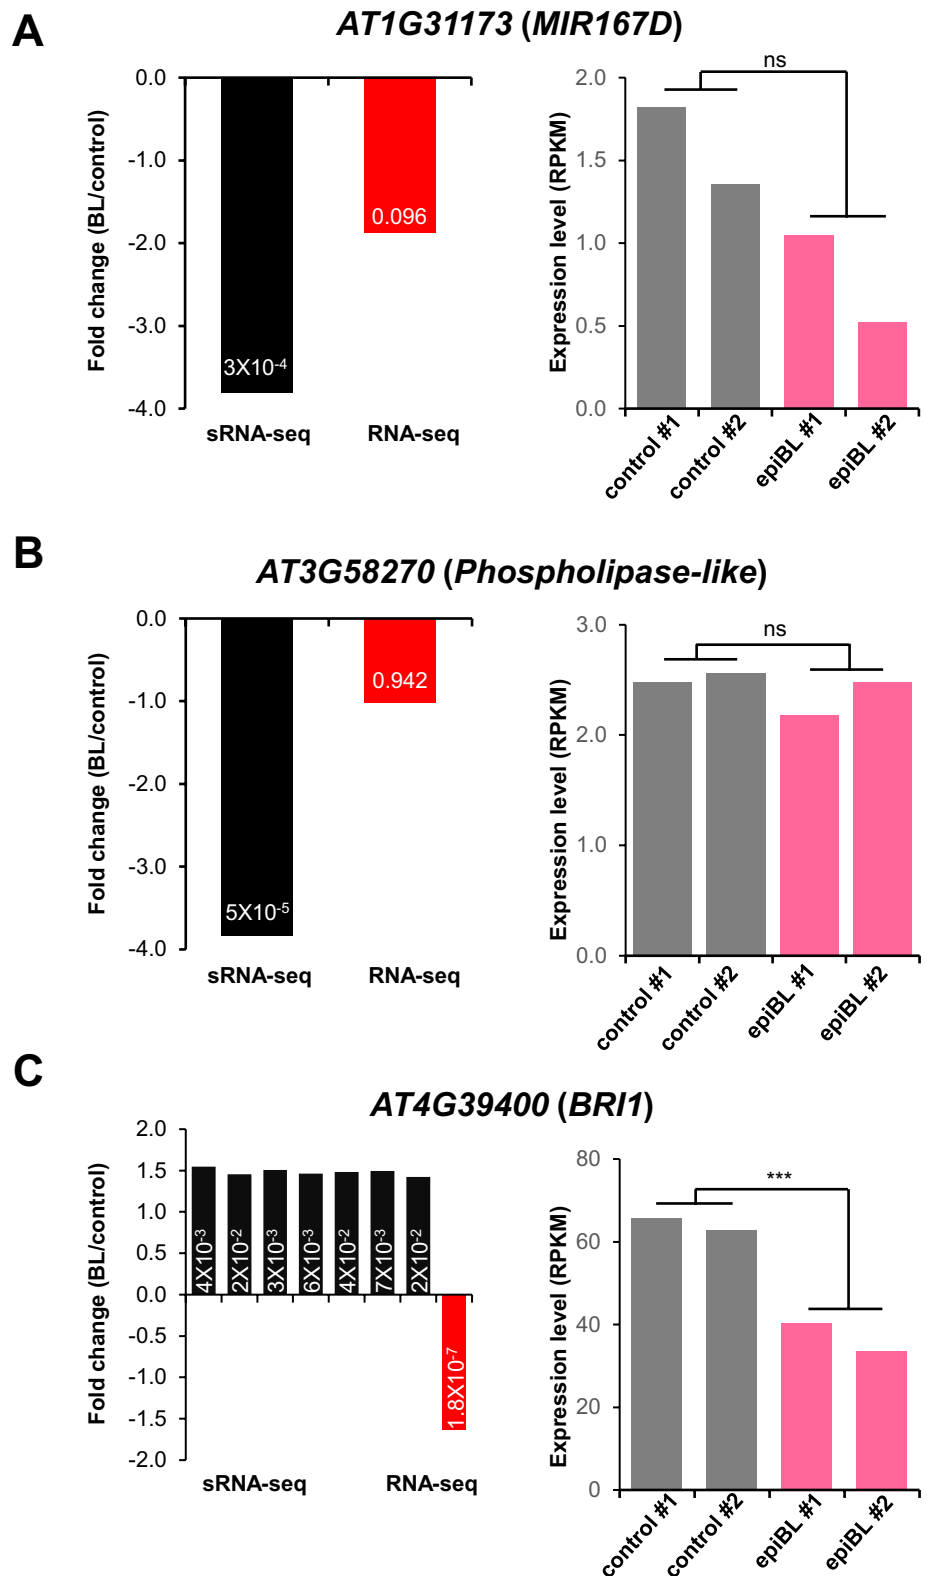 A
AT1G31173 (MIR167D)
Fold change (BL/control)
0.0
-1.0
-2.0
-3.0
-4.0
3X10-4
0.096
sRNA-seq
RNA-seq
Expression level (RPKM)
2.0
1.5
1.0
0.5
0.0
ns
control #1
control #2
epiBL #1
epiBL #2
B
AT3G58270 (Phospholipase-like)
Fold change (BL/control)
0.0
-1.0
-2.0
-3.0
-4.0
5X10-5
0.942
sRNA-seq
RNA-seq
Expression level (RPKM)
3.0
2.0
1.0
0.0
ns
control #1
control #2
epiBL #1
epiBL #2
C
AT4G39400 (BRI1)
Fold change (BL/control)
2.0
1.5
1.0
0.5
0.0
-0.5
-1.0
-1.5
-2.0
4X10-3
2X10-2
3X10-3
6X10-3
4X10-2
7X10-3
2X10-2
1.8X10-7
sRNA-seq
RNA-seq
Expression level (RPKM)
80
60
40
20
0
***
control #1
control #2
epiBL #1
epiBL #2